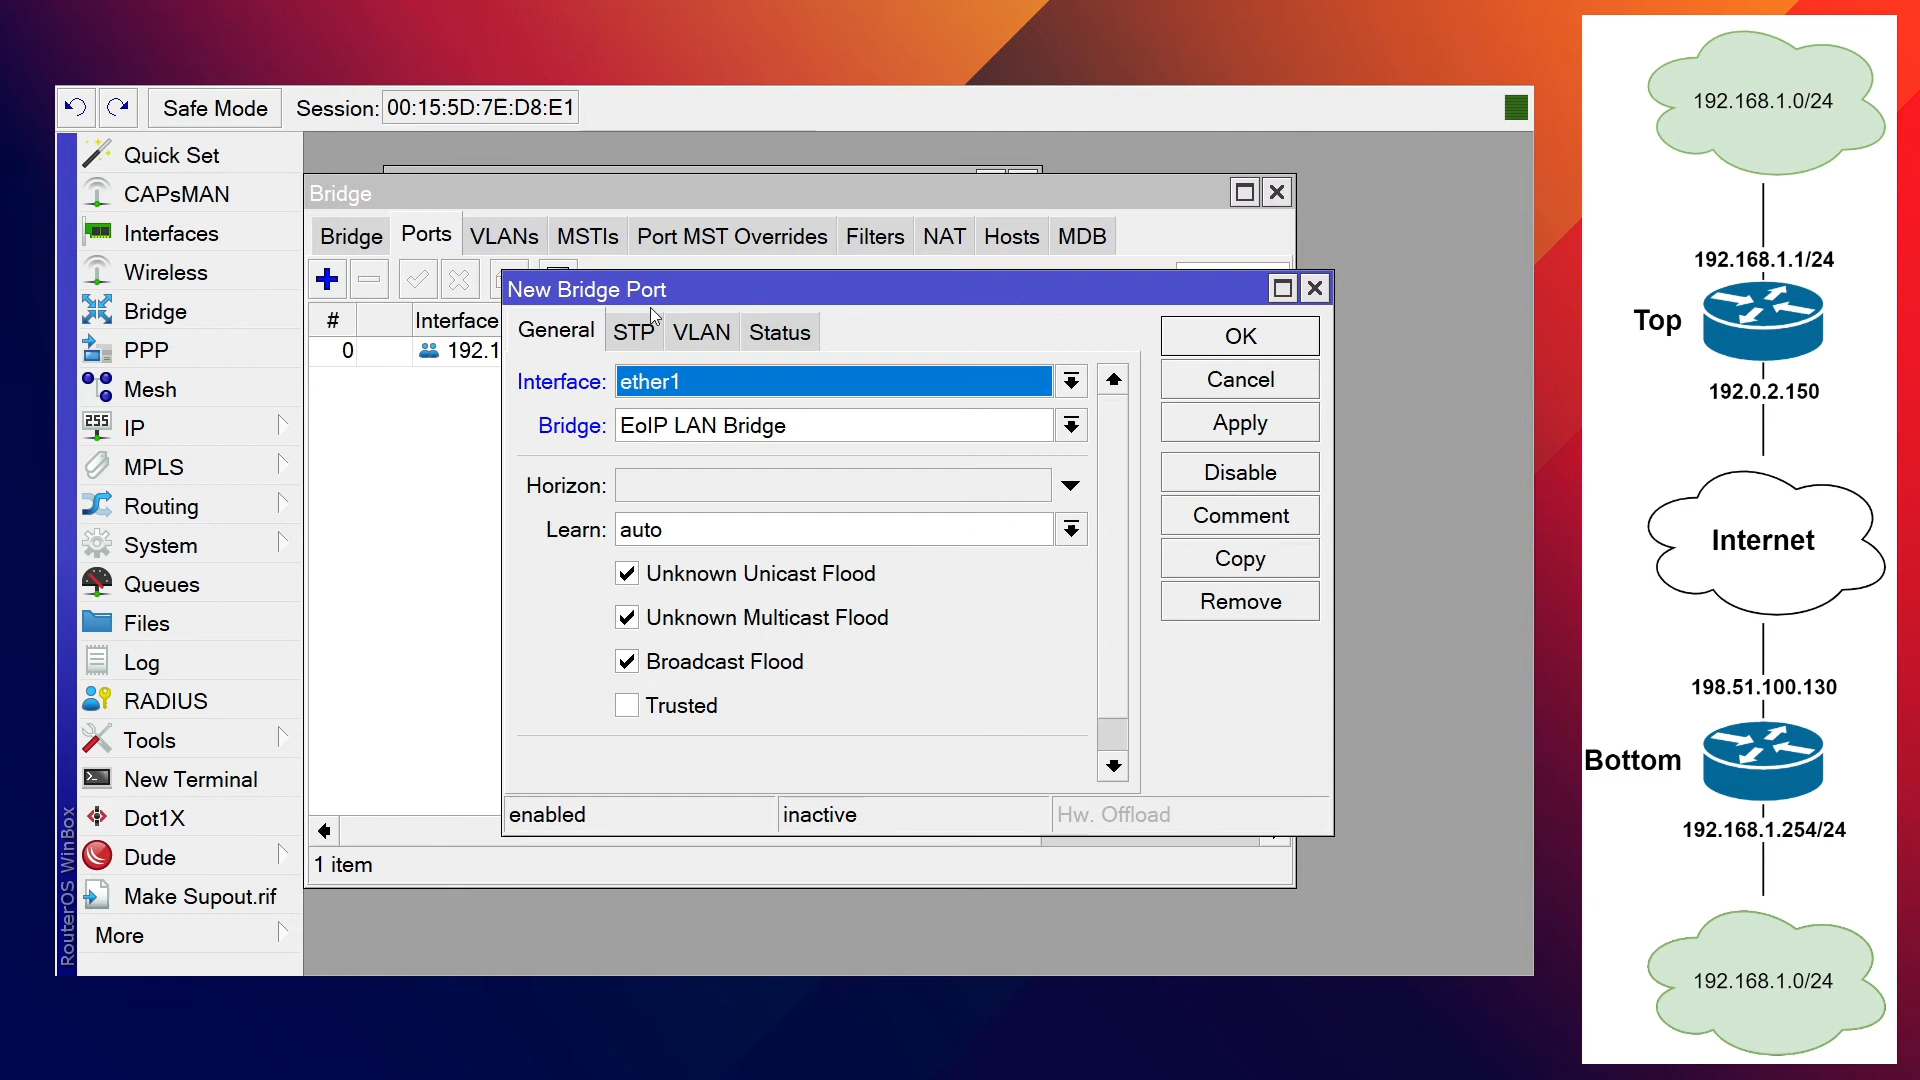 Safe Mode
Session: 00:15:5D:7E:D8:E1
Quick Set
CAPsMAN
Interfaces
Wireless
Bridge
PPP
Mesh
255
IP
MPLS
Routing
System
Queues
Files
Log
RADIUS
Tools
New Terminal
Dot1X
Dude
Make Supout.rif
More
RouterOS WinBox
Bridge
Bridge Ports VLANs MSTIs Port MST Overrides Filters NAT Hosts MDB
# Interface
0 192.1
1 item
New Bridge Port
General STP VLAN Status
Interface: ether1
Bridge: EoIP LAN Bridge
Horizon:
Learn: auto
Unknown Unicast Flood
Unknown Multicast Flood
Broadcast Flood
Trusted
enabled inactive Hw. Offload
OK
Cancel
Apply
Disable
Comment
Copy
Remove
192.168.1.0/24
192.168.1.1/24
Top
192.0.2.150
Internet
198.51.100.130
Bottom
192.168.1.254/24
192.168.1.0/24